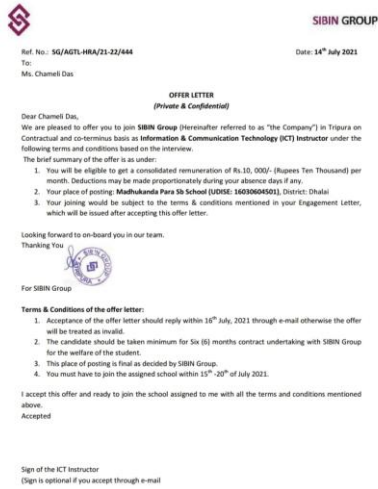 SIBIN GROUP
Ref. No.: SG/AGTL-HRA/21-22/444 Date: 14th July 2021
To:
Ms. Chameli Das
OFFER LETTER
(Private & Confidential)
Dear Chameli Das,
We are pleased to offer you to join SIBIN Group (Hereinafter referred to as "the Company") in Tripura on
Contractual and co-terminus basis as Information & Communication Technology (ICT) Instructor under the
following terms and conditions based on the interview.
The brief summary of the offer is as under:
1. You will be eligible to get a consolidated remuneration of Rs.10, 000/- (Rupees Ten Thousand) per
month. Deductions may be made proportionately during your absence days if any.
2. Your place of posting: Madhukanda Para Sb School (UDISE: 16030604501), District: Dhalai
3. Your joining would be subject to the terms & conditions mentioned in your Engagement Letter,
which will be issued after accepting this offer letter.
Looking forward to on-board you in our team.
Thanking You
For SIBIN Group
Terms & Conditions of the offer letter:
1. Acceptance of the offer letter should reply within 16th July, 2021 through e-mail otherwise the offer
will be treated as invalid.
2. The candidate should be taken minimum for Six (6) months contract undertaking with SIBIN Group
for the welfare of the student.
3. This place of posting is final as decided by SIBIN Group.
4. You must have to join the assigned school within 15th -20th of July 2021.
I accept this offer and ready to join the school assigned to me with all the terms and conditions mentioned
above.
Accepted
Sign of the ICT Instructor
(Sign is optional if you accept through e-mail